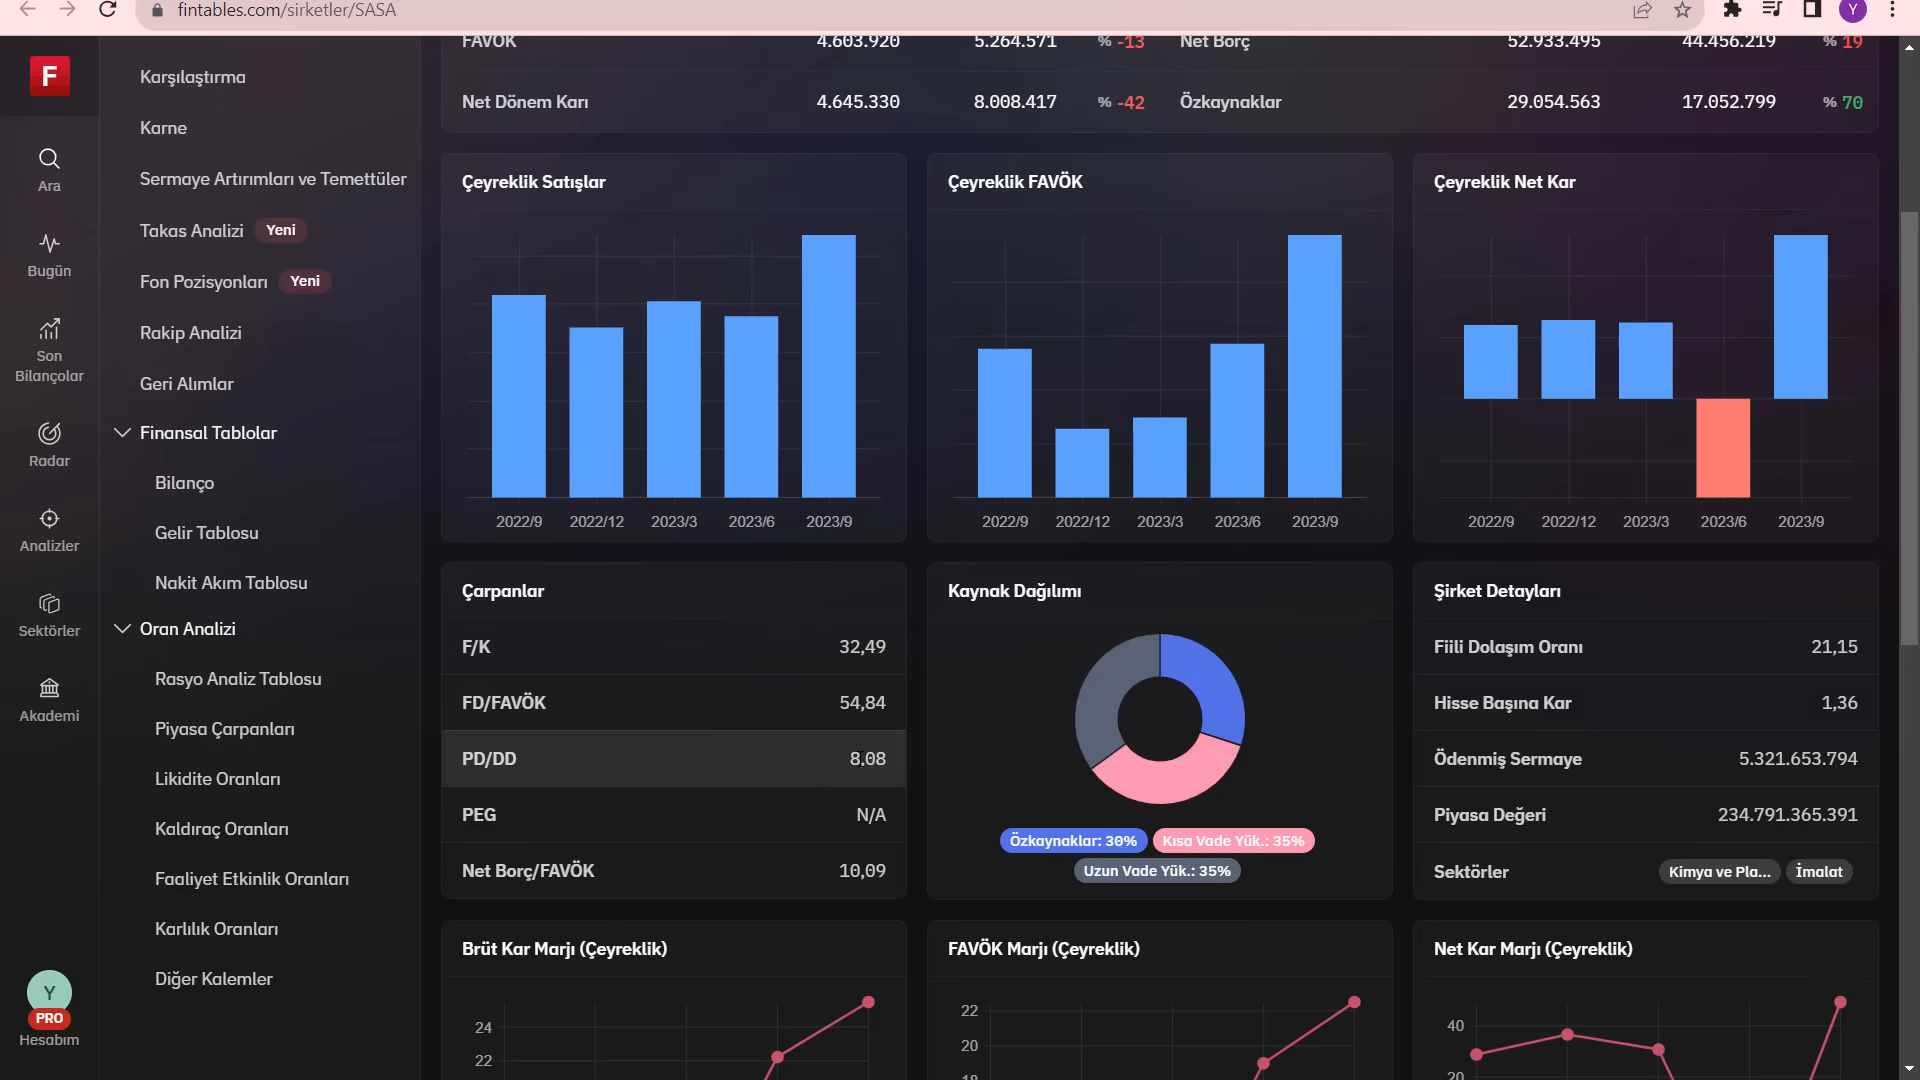 fintables.com/sirketler/SASA
Y
F
Ara
Bugün
Son
Bilançolar
Radar
Analizler
Sektörler
Akademi
Y
PRO
Hesabım
Karşılaştırma
Karne
Sermaye Artırımları ve Temettüler
Takas Analizi Yeni
Fon Pozisyonları Yeni
Rakip Analizi
Geri Alımlar
Finansal Tablolar
Bilanço
Gelir Tablosu
Nakit Akım Tablosu
Oran Analizi
Rasyo Analiz Tablosu
Piyasa Çarpanları
Likidite Oranları
Kaldıraç Oranları
Faaliyet Etkinlik Oranları
Karlılık Oranları
Diğer Kalemler
FAVÖK 4.603.920 5.264.571 % -13 Net Borç 52.933.495 44.456.219 % 19
Net Dönem Karı 4.645.330 8.008.417 % -42 Özkaynaklar 29.054.563 17.052.799 % 70
Çeyreklik Satışlar
2022/9 2022/12 2023/3 2023/6 2023/9
Çeyreklik FAVÖK
2022/9 2022/12 2023/3 2023/6 2023/9
Çeyreklik Net Kar
2022/9 2022/12 2023/3 2023/6 2023/9
Çarpanlar
F/K 32,49
FD/FAVÖK 54,84
PD/DD 8.08
PEG N/A
Net Borç/FAVÖK 10,09
Kaynak Dağılımı
Özkaynaklar: 30% Kısa Vade Yük.: 35%
Uzun Vade Yük.: 35%
Şirket Detayları
Fiili Dolaşım Oranı 21,15
Hisse Başına Kar 1,36
Ödenmiş Sermaye 5.321.653.794
Piyasa Değeri 234.791.365.391
Sektörler Kimya ve Pla... İmalat
Brüt Kar Marjı (Çeyreklik)
24
22
FAVÖK Marjı (Çeyreklik)
22
20
18
Net Kar Marjı (Çeyreklik)
40
20